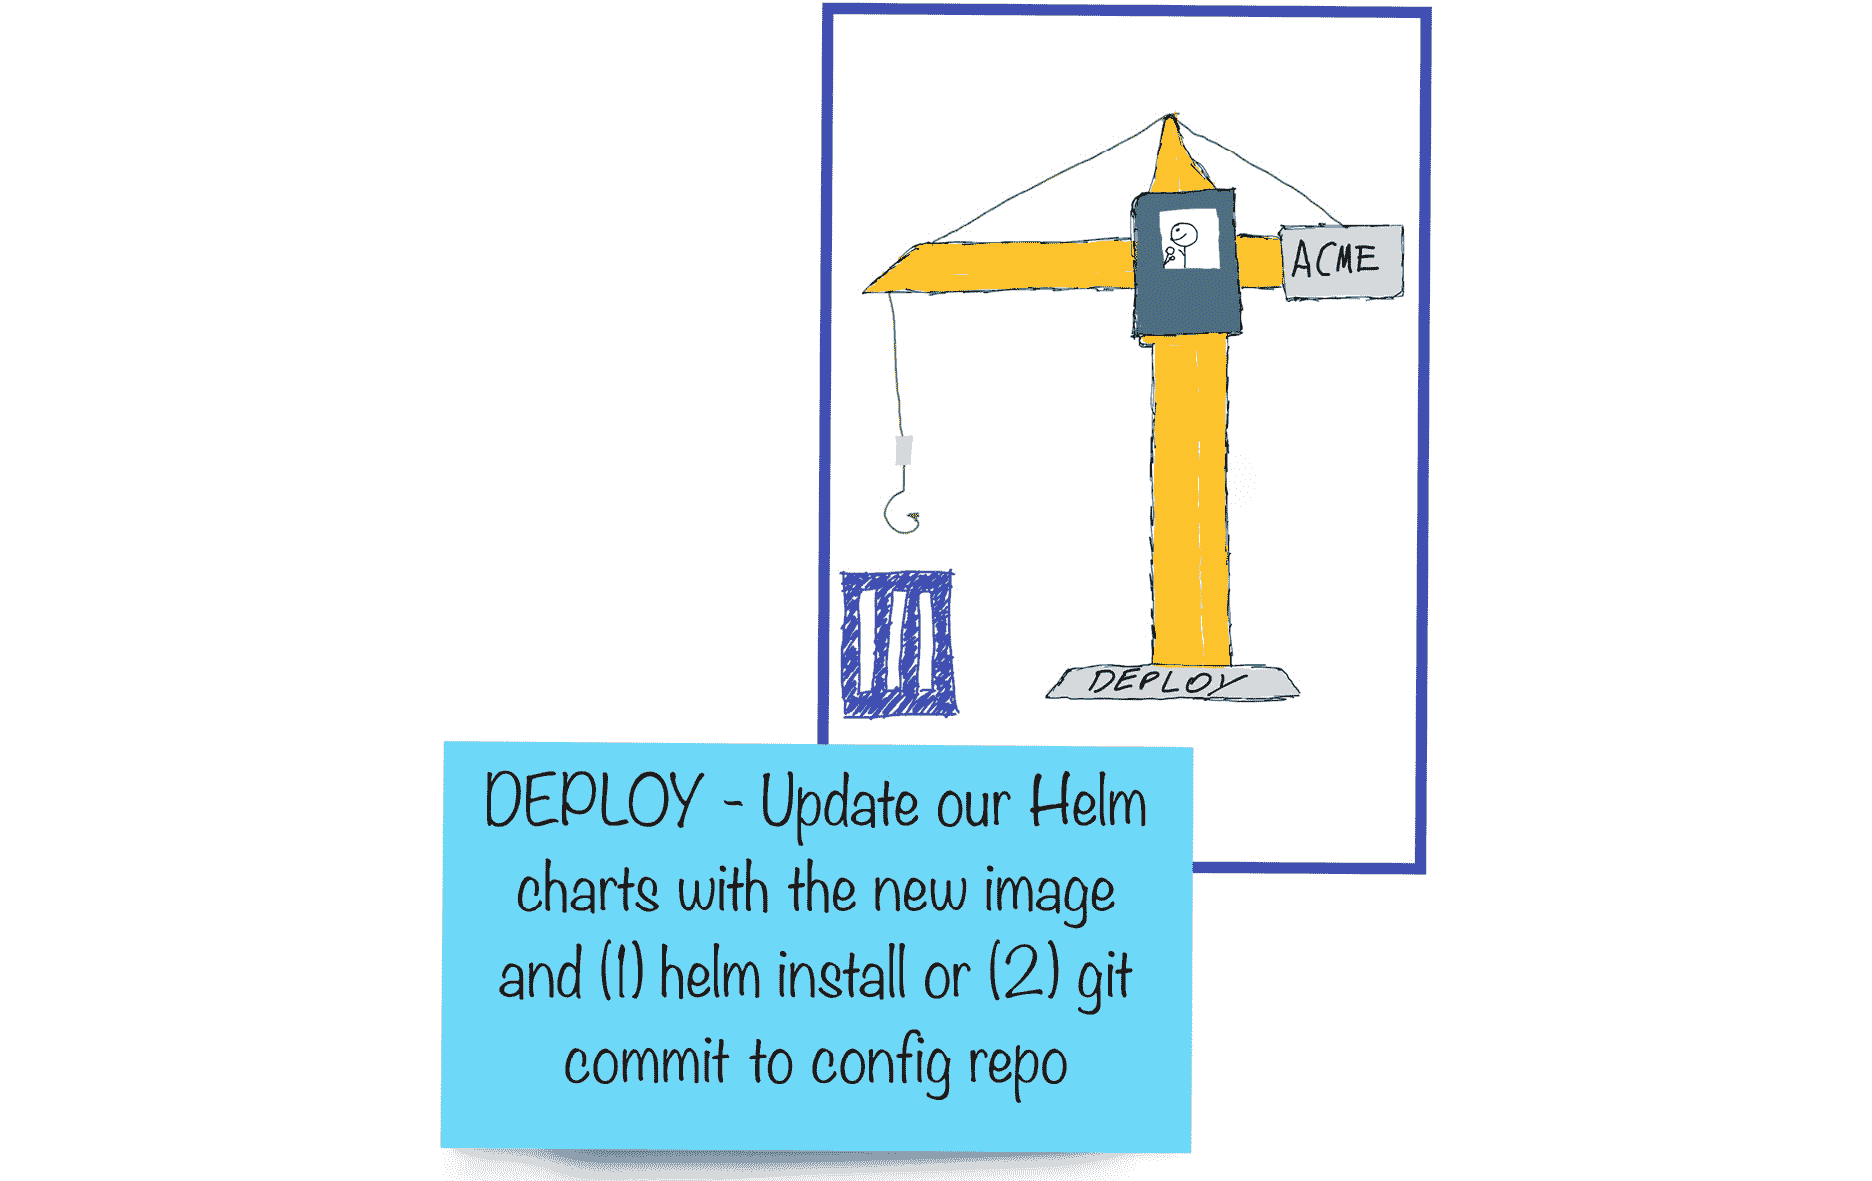 ACME
DEPLOY
DEPLOY - Update our Helm
charts with the new image
and (1) helm install or (2) git
commit to config repo